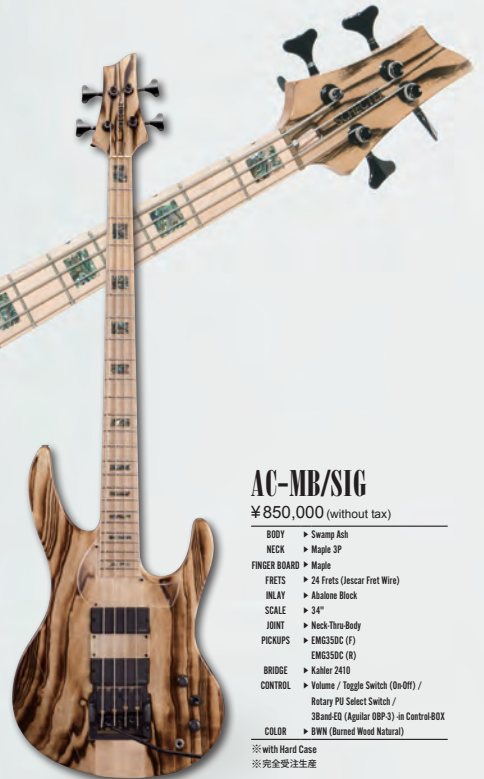 AC-MB/SIG
¥850,000 (without tax)
BODY ▶ Swamp Ash
NECK ▶ Maple 3P
FINGER BOARD ▶ Maple
FRETS ▶ 24 Frets (Jescar Fret Wire)
INLAY ▶ Abalone Block
SCALE ▶ 34"
JOINT ▶ Neck-Thru-Body
PICKUPS ▶ EMG35DC (F)
EMG35DC (R)
BRIDGE ▶ Kahler 2410
CONTROL ▶ Volume / Toggle Switch (On-Off) /
Rotary PU Select Switch /
3Band-EQ (Aguilar OBP-3) -in Control-BOX
COLOR ▶ BWN (Burned Wood Natural)
※with Hard Case
※完全受注生産